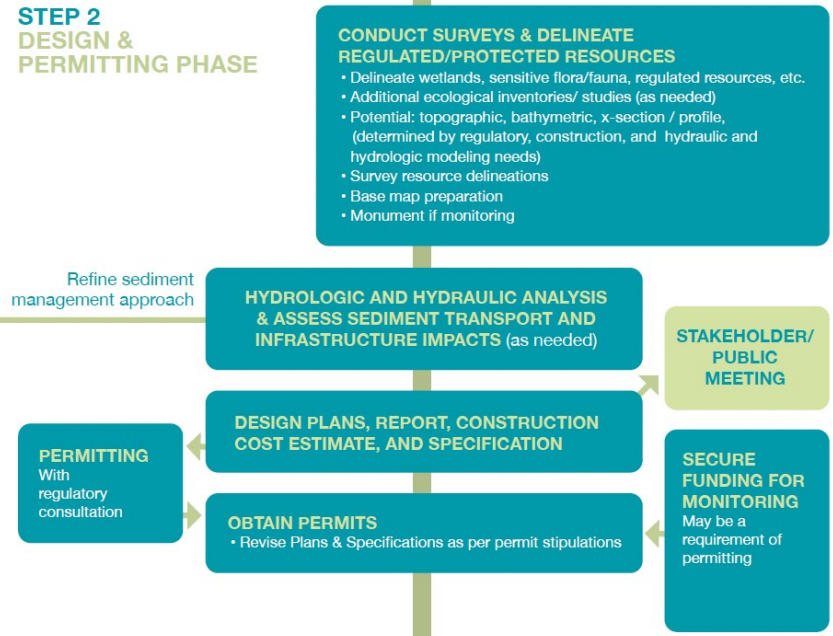 STEP 2
DESIGN &
PERMITTING PHASE
CONDUCT SURVEYS & DELINEATE
REGULATED/PROTECTED RESOURCES
• Delineate wetlands, sensitive flora/fauna, regulated resources, etc.
• Additional ecological inventories/ studies (as needed)
• Potential: topographic, bathymetric, x-section / profile,
(determined by regulatory, construction, and hydraulic and
hydrologic modeling needs)
• Survey resource delineations
• Base map preparation
• Monument if monitoring
Refine sediment
management approach
HYDROLOGIC AND HYDRAULIC ANALYSIS
& ASSESS SEDIMENT TRANSPORT AND
INFRASTRUCTURE IMPACTS (as needed)
STAKEHOLDER/
PUBLIC
MEETING
DESIGN PLANS, REPORT, CONSTRUCTION
COST ESTIMATE, AND SPECIFICATION
PERMITTING
With
regulatory
consultation
SECURE
FUNDING FOR
MONITORING
May be a
requirement of
permitting
OBTAIN PERMITS
• Revise Plans & Specifications as per permit stipulations